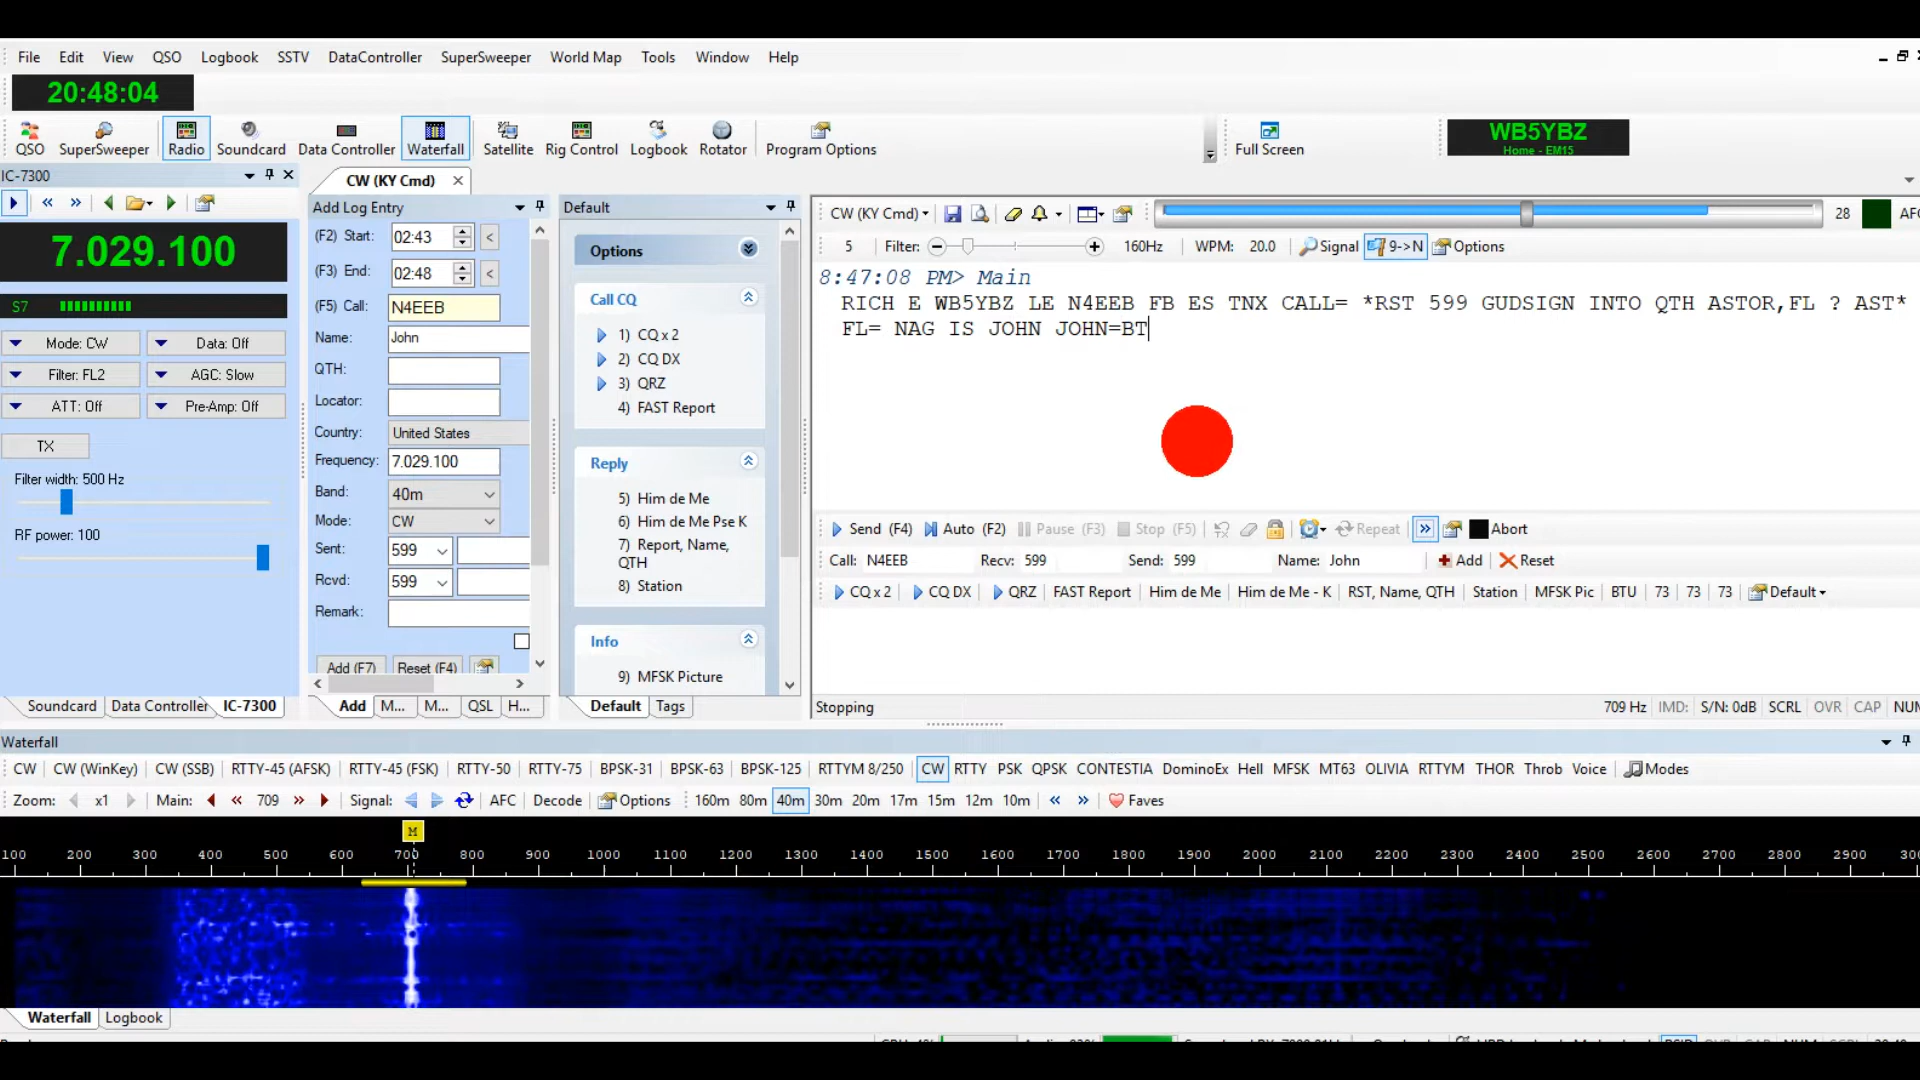 File Edit View QSO Logbook SSTV DataController SuperSweeper World Map Tools Window Help
20:48:04
QSO SuperSweeper Radio Soundcard Data Controller Waterfall Satellite Rig Control Logbook Rotator Program Options Full Screen
WB5YBZ
Home - EM15
IC-7300
7.029.100
S7
Mode: CW Data: Off
Filter: FL2 AGC: Slow
ATT: Off Pre-Amp: Off
TX
Filter width: 500 Hz
RF power: 100
Soundcard Data Controller IC-7300
CW (KY Cmd)
Add Log Entry
(F2) Start: 02:43 <
(F3) End: 02:48 <
(F5) Call: N4EEB
Name: John
QTH:
Locator:
Country: United States
Frequency: 7.029.100
Band: 40m
Mode: CW
Sent: 599
Rcvd: 599
Remark:
Add (F7) Reset (F4)
Add M... M... QSL H...
Default
Options
Call CQ
1) CQ x 2
2) CQ DX
3) QRZ
4) FAST Report
Reply
5) Him de Me
6) Him de Me Pse K
7) Report, Name,
QTH
8) Station
Info
9) MFSK Picture
Default Tags
CW (KY Cmd) 28 AFC
5 Filter: 160Hz WPM: 20.0 Signal 9->N Options
8:47:08 PM> Main
RICH E WB5YBZ LE N4EEB FB ES TNX CALL= *RST 599 GUDSIGN INTO QTH ASTOR,FL ? AST*
FL= NAG IS JOHN JOHN=BT
Send (F4) Auto (F2) Pause (F3) Stop (F5) Repeat Abort
Call: N4EEB Recv: 599 Send: 599 Name: John Add Reset
CQ x 2 CQ DX QRZ FAST Report Him de Me Him de Me - K RST, Name, QTH Station MFSK Pic BTU 73 73 73 Default
Stopping 709 Hz IMD: S/N: 0dB SCRL OVR CAP NUM
Waterfall
CW CW (WinKey) CW (SSB) RTTY-45 (AFSK) RTTY-45 (FSK) RTTY-50 RTTY-75 BPSK-31 BPSK-63 BPSK-125 RTTYM 8/250 CW RTTY PSK QPSK CONTESTIA DominoEx Hell MFSK MT63 OLIVIA RTTYM THOR Throb Voice Modes
Zoom: x1 Main: 709 Signal: AFC Decode Options 160m 80m 40m 30m 20m 17m 15m 12m 10m Faves
M
100 200 300 400 500 600 700 800 900 1000 1100 1200 1300 1400 1500 1600 1700 1800 1900 2000 2100 2200 2300 2400 2500 2600 2700 2800 2900
Waterfall Logbook